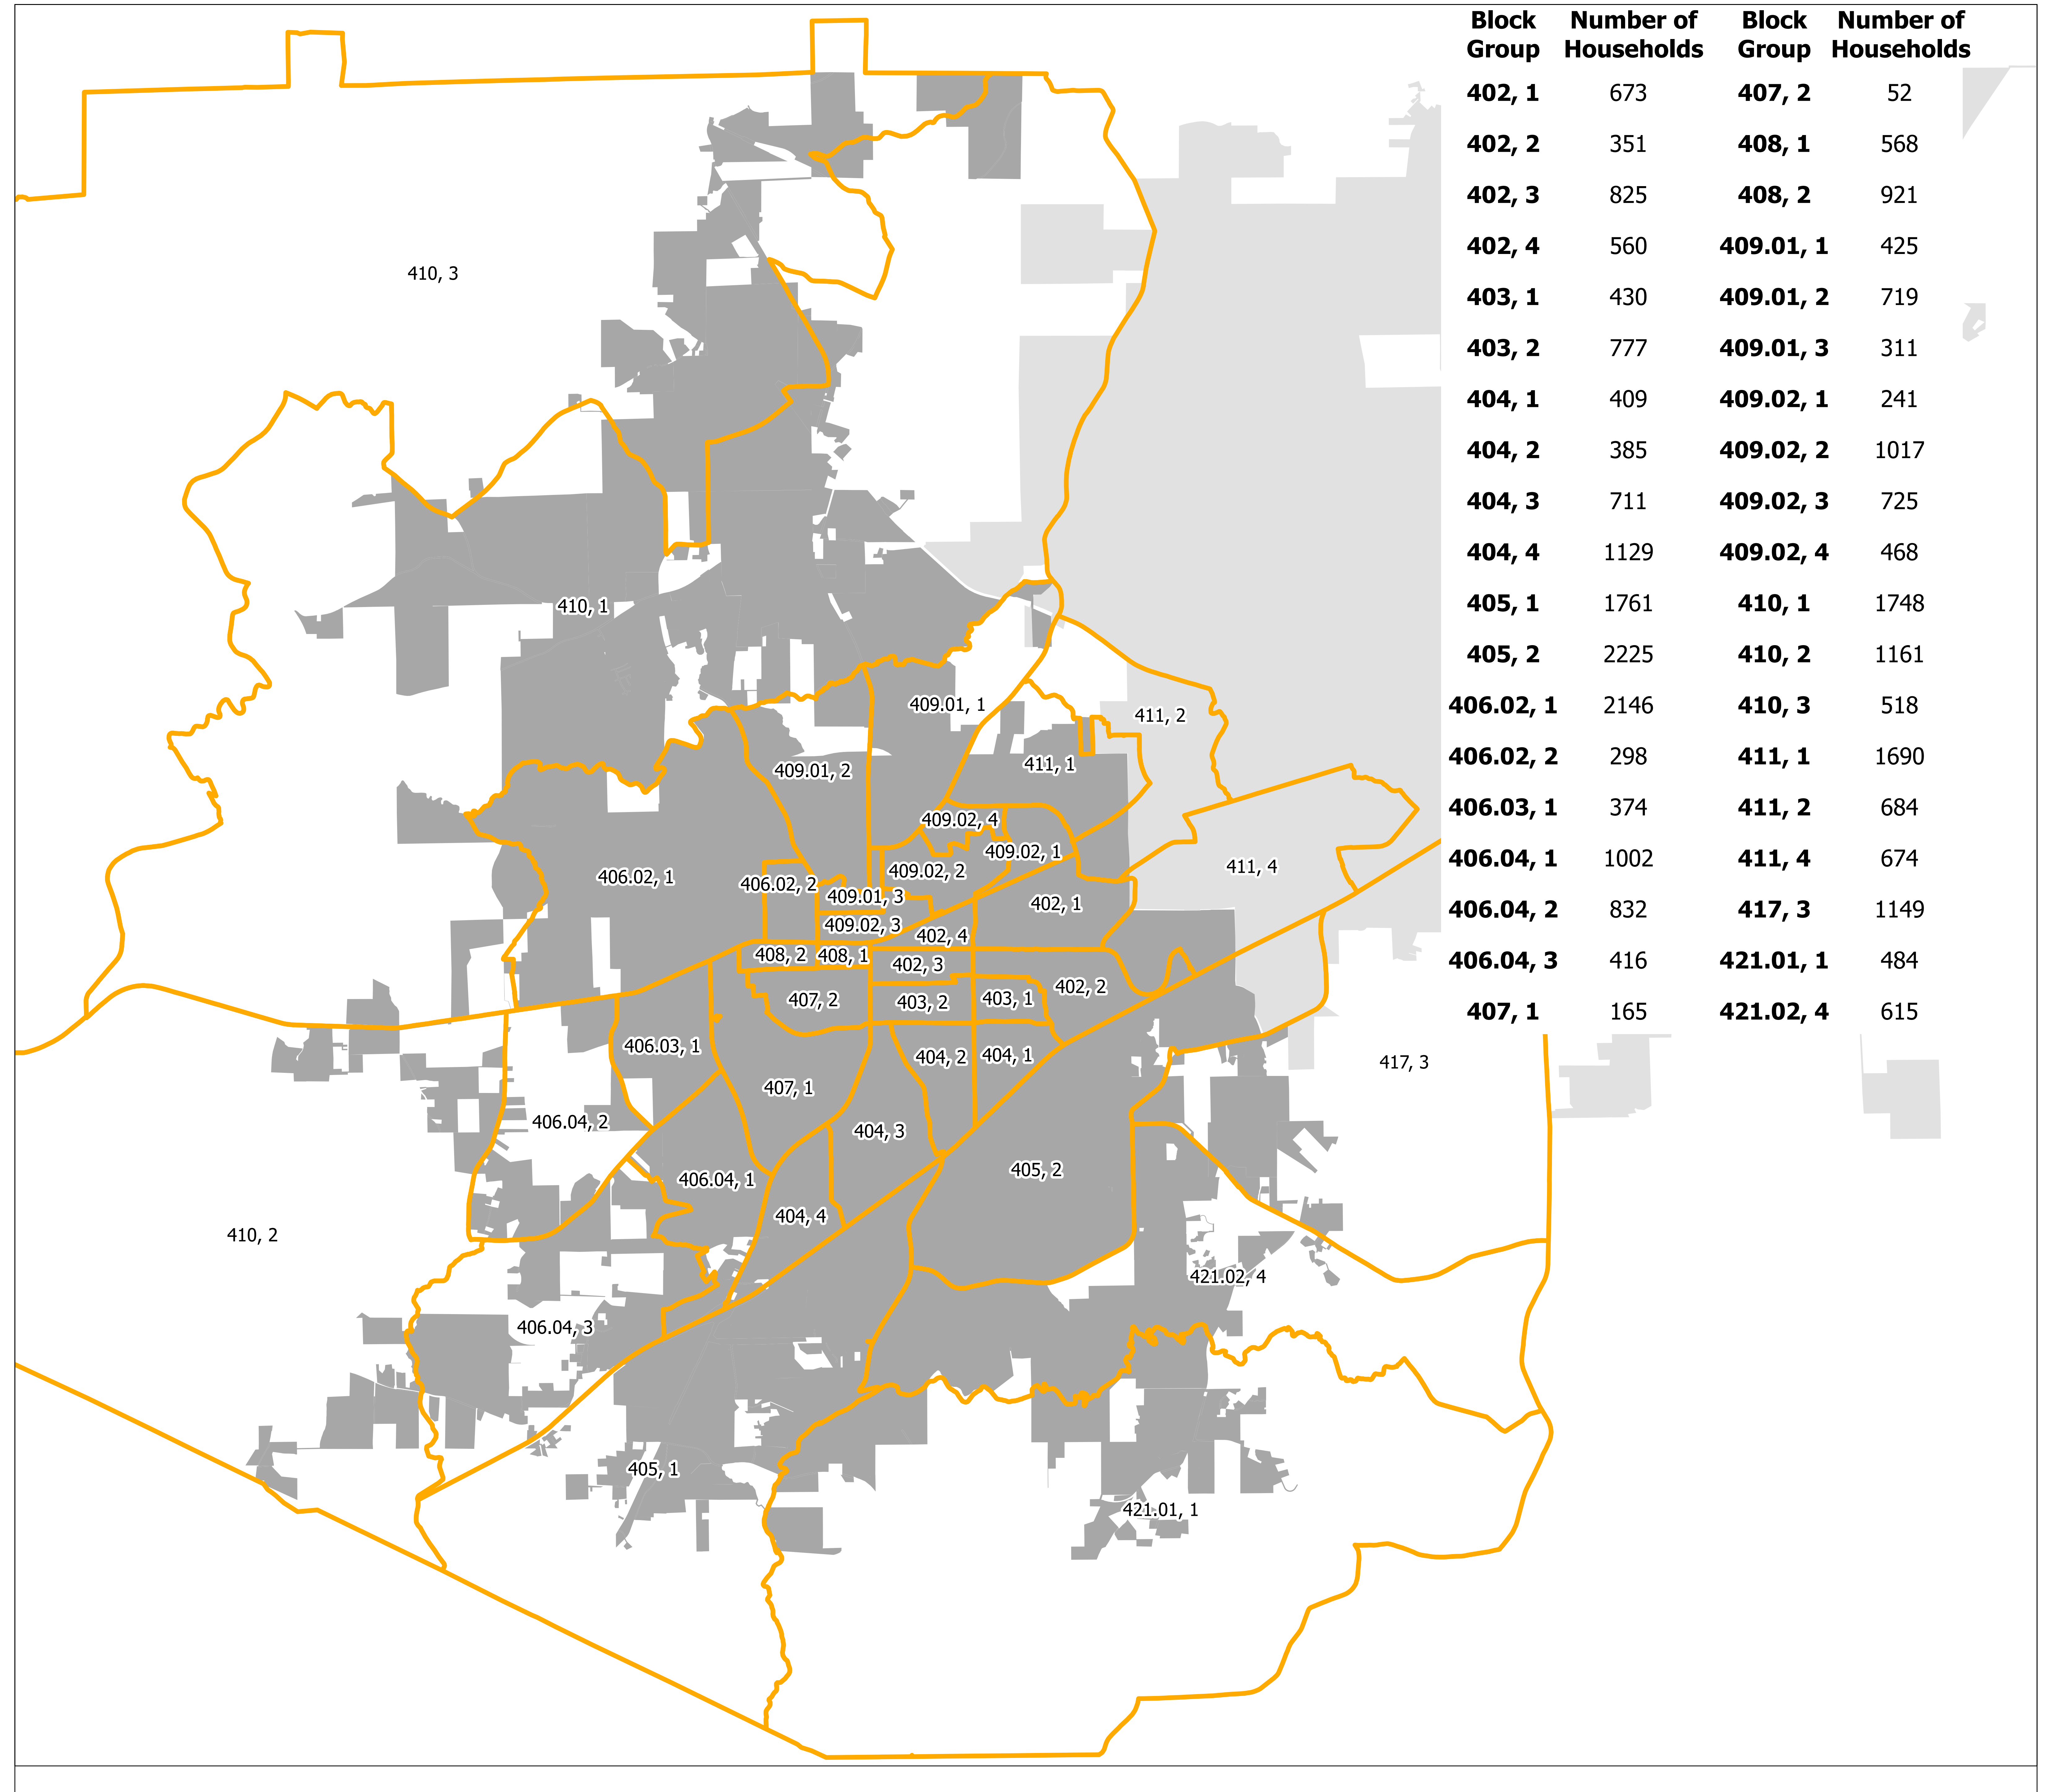 Block Number of Block Number of
Group Households Group Households
402, 1 673 407, 2 52
402, 2 351 408, 1 568
402, 3 825 408, 2 921
402, 4 560 409.01, 1 425
403, 1 430 409.01, 2 719
403, 2 777 409.01, 3 311
404, 1 409 409.02, 1 241
404, 2 385 409.02, 2 1017
404, 3 711 409.02, 3 725
404, 4 1129 409.02, 4 468
405, 1 1761 410, 1 1748
405, 2 2225 410, 2 1161
406.02, 1 2146 410, 3 518
406.02, 2 298 411, 1 1690
406.03, 1 374 411, 2 684
406.04, 1 1002 411, 4 674
406.04, 2 832 417, 3 1149
406.04, 3 416 421.01, 1 484
407, 1 165 421.02, 4 615
410, 3
410, 1
409.01, 1
411, 2
411, 1
409.01, 2
409.02, 4
409.02, 1
411, 4
409.02, 2
406.02, 1
406.02, 2
409.01, 3
402, 1
409.02, 3
402, 4
408, 2
408, 1
402, 3
402, 2
407, 2
403, 2
403, 1
406.03, 1
404, 2
404, 1
417, 3
407, 1
406.04, 2
404, 3
405, 2
406.04, 1
404, 4
410, 2
421.02, 4
406.04, 3
405, 1
421.01, 1